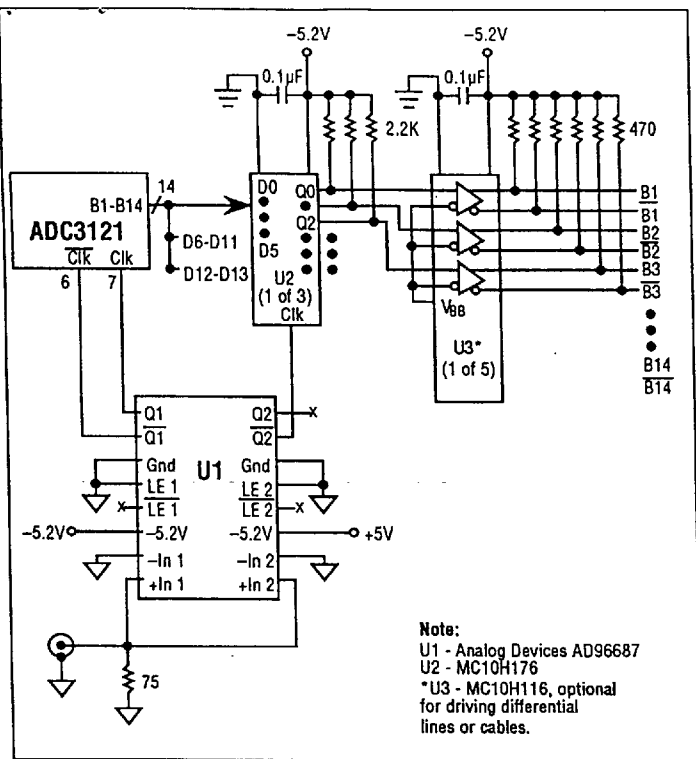 −5.2V
−5.2V
0.1µF
0.1µF
2.2K
470
14
B1-B14
ADC3121
Clk Clk
6 7
D6-D11
D12-D13
D0
D5
Q0
Q2
U2
(1 of 3)
Clk
VBB
U3*
(1 of 5)
B1
B1
B2
B2
B3
B3
B14
B14
U1
Q1
Q1
Gnd
LE 1
LE 1
−5.2V
−5.2V
−In 1
+In 1
Q2
x
Q2
Gnd
LE 2
LE 2
x
x
−5.2V
+5V
−In 2
+In 2
75
Note:
U1 - Analog Devices AD96687
U2 - MC10H176
*U3 - MC10H116, optional
for driving differential
lines or cables.